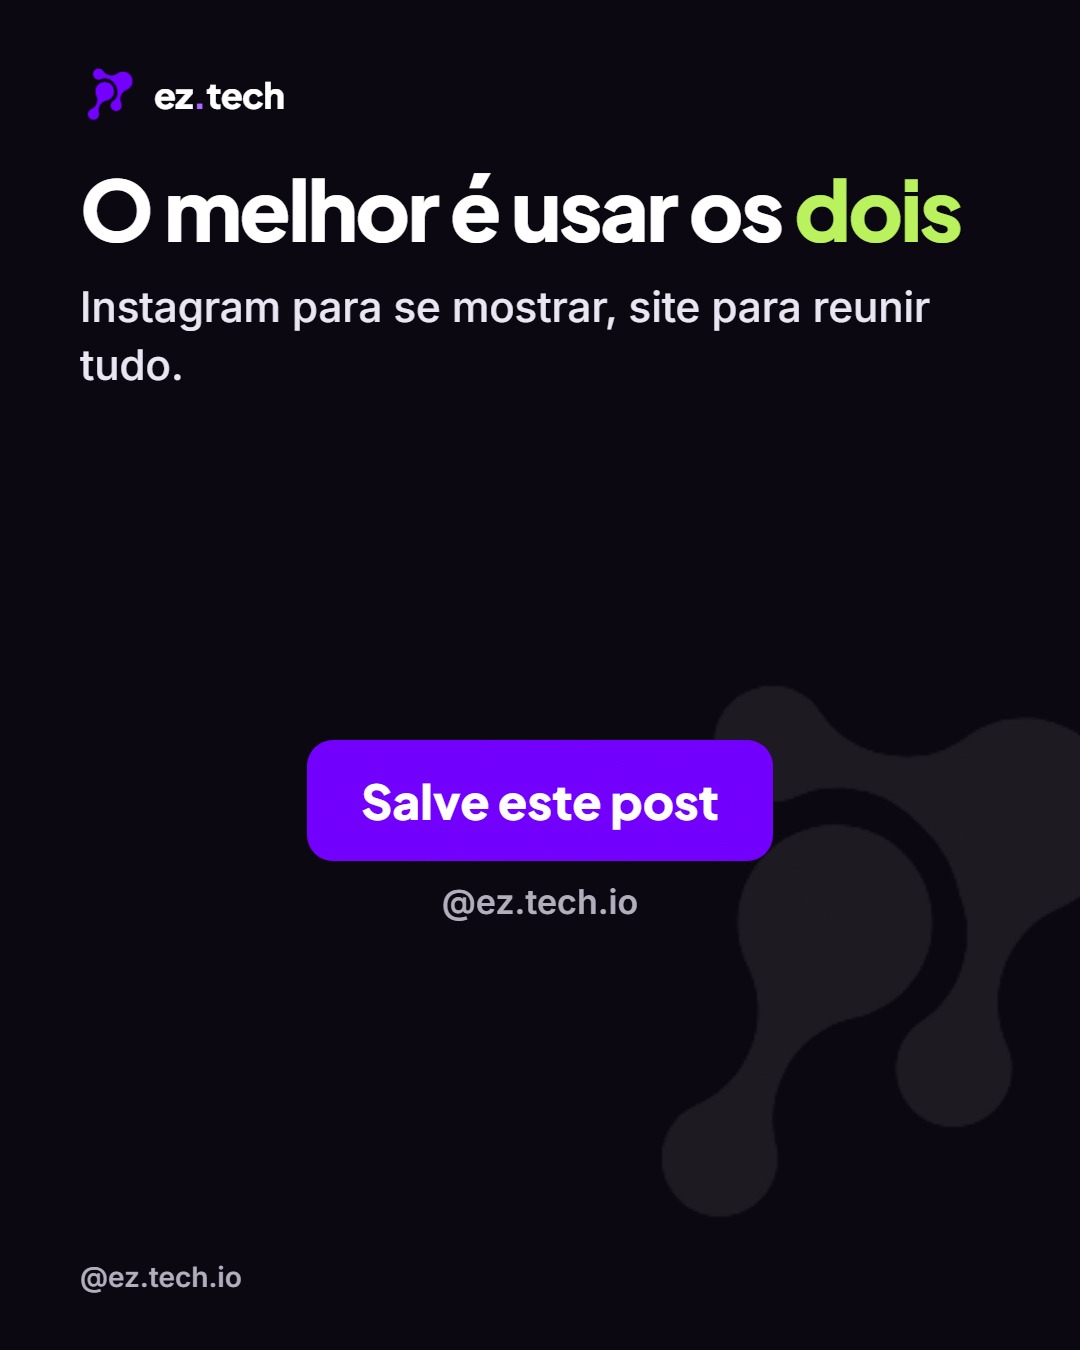 ez.tech
O melhor é usar os dois
Instagram para se mostrar, site para reunir
tudo.
Salve este post
@ez.tech.io
@ez.tech.io